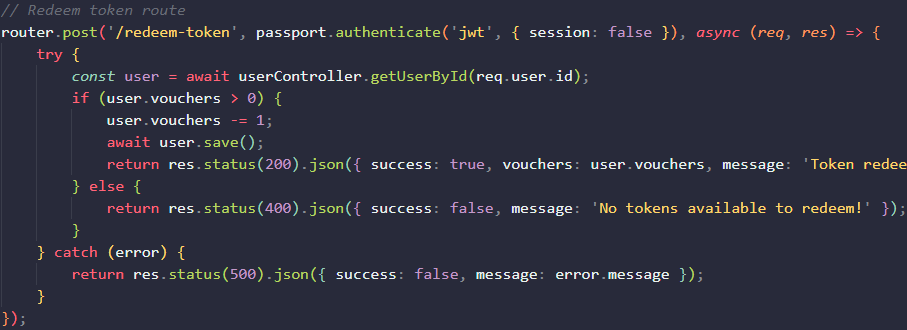 // Redeem token route
router.post('/redeem-token', passport.authenticate('jwt', { session: false }), async (req, res) => {
    try {
        const user = await userController.getUserById(req.user.id);
        if (user.vouchers > 0) {
            user.vouchers -= 1;
            await user.save();
            return res.status(200).json({ success: true, vouchers: user.vouchers, message: 'Token redee
        } else {
            return res.status(400).json({ success: false, message: 'No tokens available to redeem!' });
        }
    } catch (error) {
        return res.status(500).json({ success: false, message: error.message });
    }
});